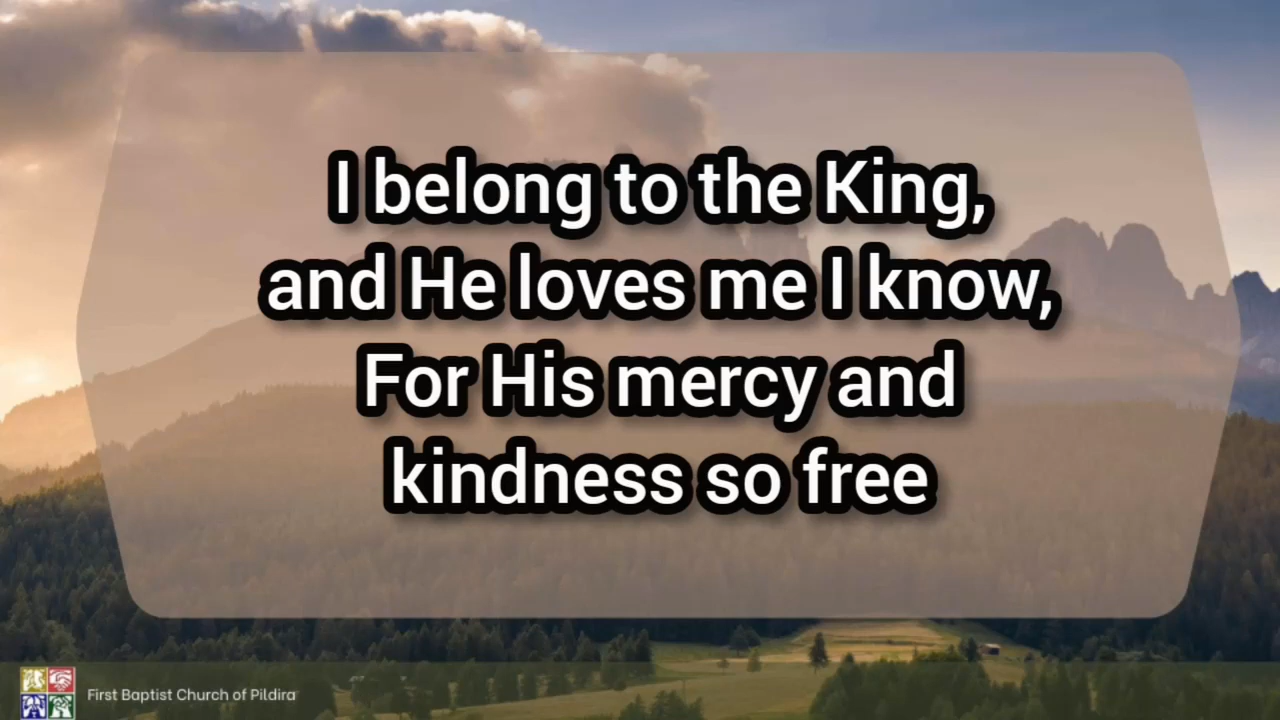 I belong to the King,
and He loves me I know,
For His mercy and
kindness so free
First Baptist Church of Pildira